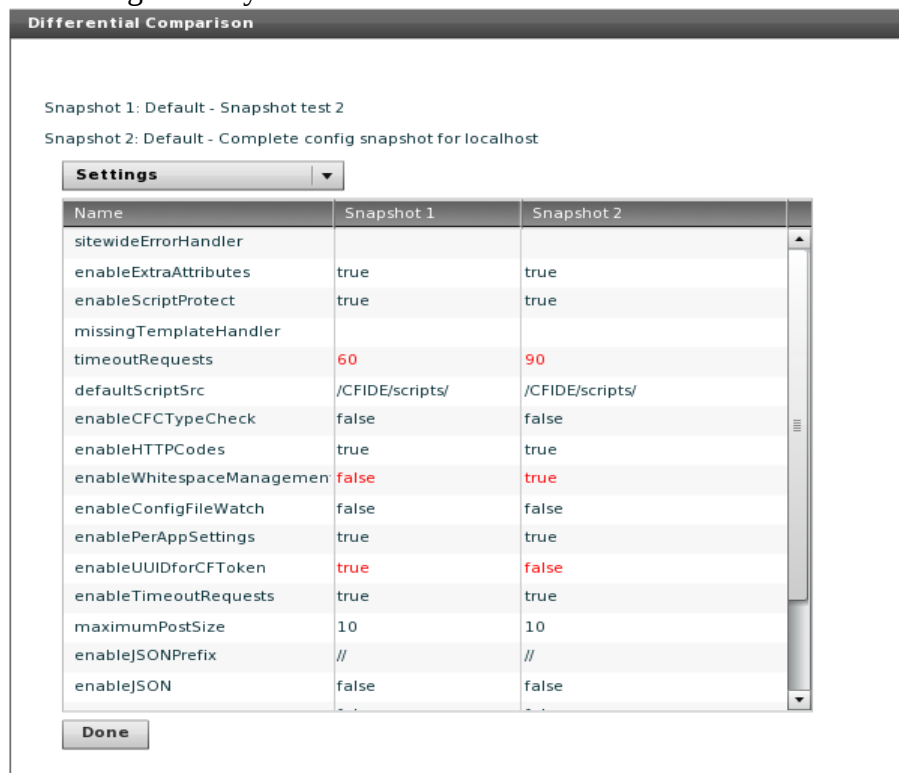 Differential Comparison
Snapshot 1: Default - Snapshot test 2
Snapshot 2: Default - Complete config snapshot for localhost
Settings
Name Snapshot 1 Snapshot 2
sitewideErrorHandler
enableExtraAttributes true true
enableScriptProtect true true
missingTemplateHandler
timeoutRequests 60 90
defaultScriptSrc /CFIDE/scripts/ /CFIDE/scripts/
enableCFCTypeCheck false false
enableHTTPCodes true true
enableWhitespaceManagemen false true
enableConfigFileWatch false false
enablePerAppSettings true true
enableUUIDforCFToken true false
enableTimeoutRequests true true
maximumPostSize 10 10
enableJSONPrefix // //
enableJSON false false
Done